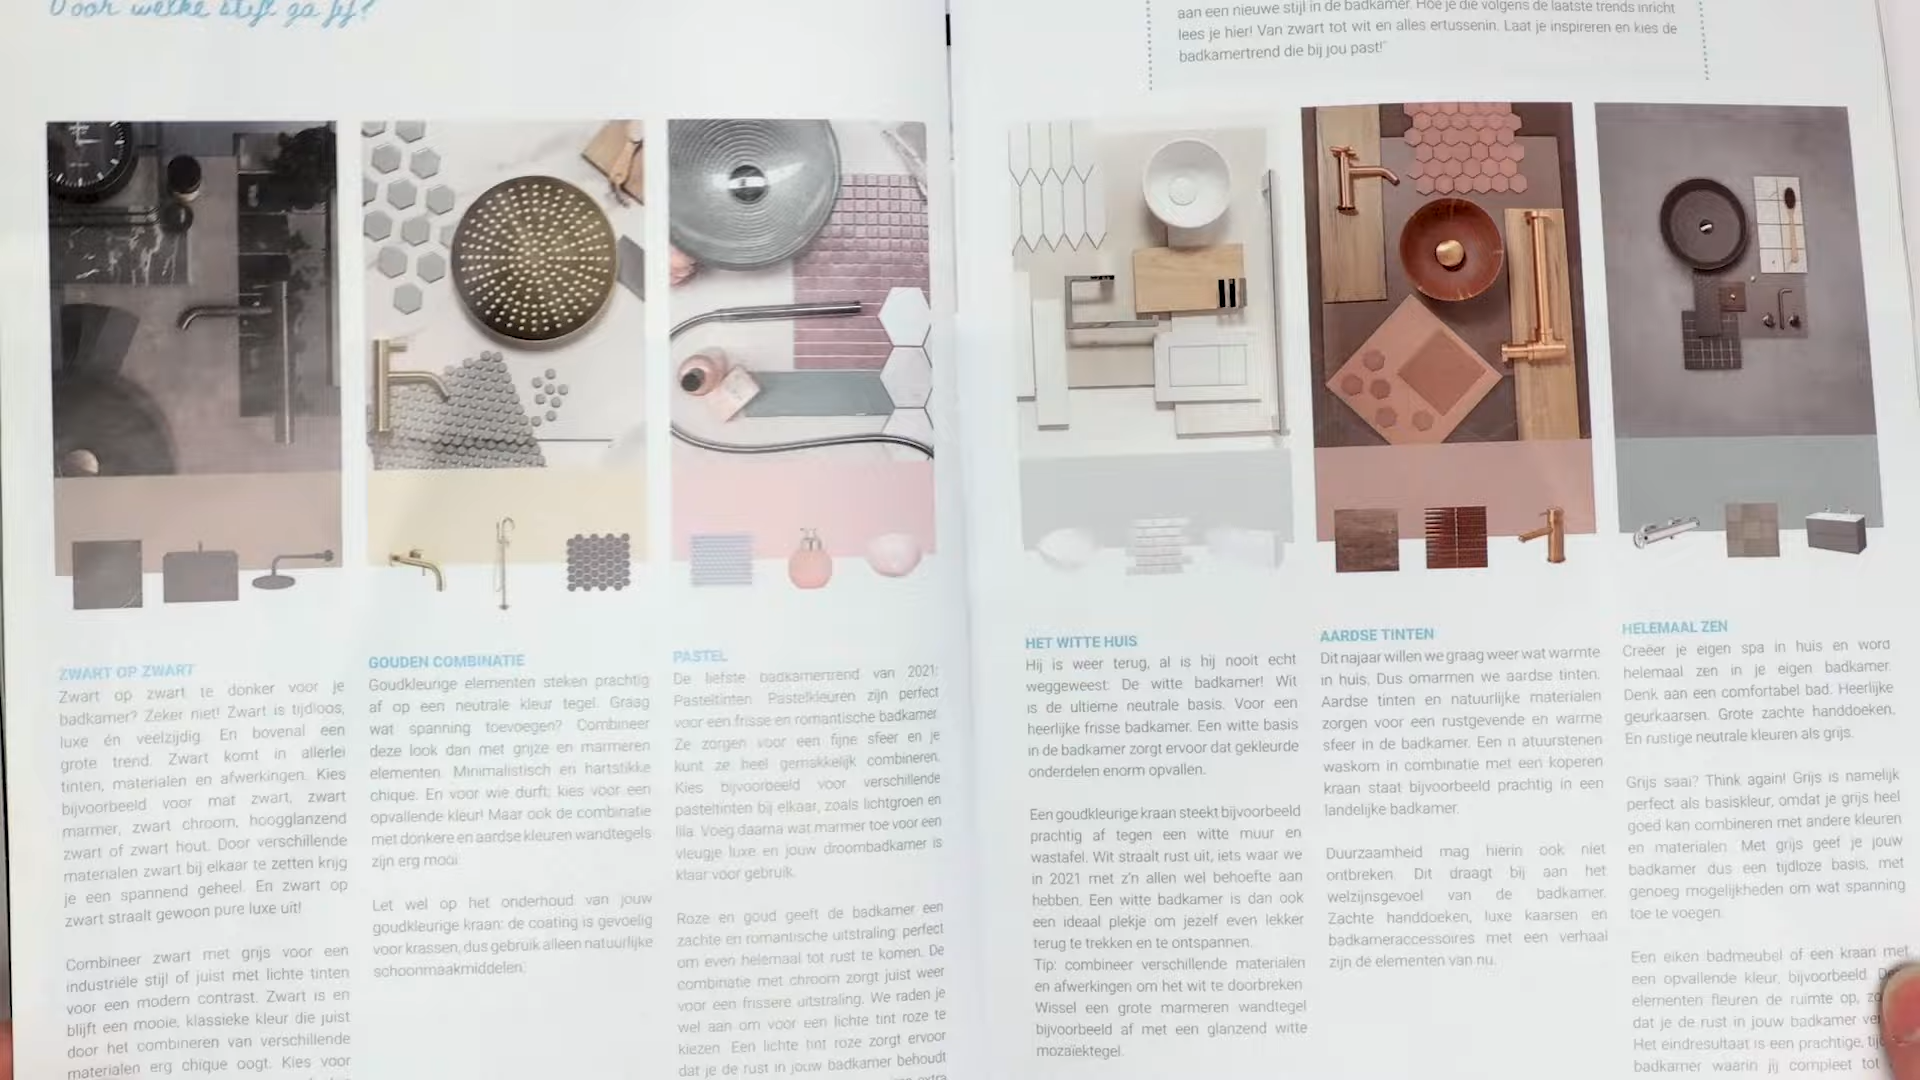 Door welke stijl ga jij?
aan een nieuwe stijl in de badkamer. Hoe je die volgens de laatste trends inricht
lees je hier! Van zwart tot wit en alles ertussenin. Laat je inspireren en kies de
badkamertrend die bij jou past!"
ZWART OP ZWART
Zwart op zwart te donker voor je
badkamer? Zeker niet! Zwart is tijdloos,
luxe én veelzijdig. En bovenal een
grote trend. Zwart komt in allerlei
tinten, materialen en afwerkingen. Kies
bijvoorbeeld voor mat zwart, zwart
marmer, zwart chroom, hoogglanzend
zwart of zwart hout. Door verschillende
materialen zwart bij elkaar te zetten krijg
je een spannend geheel. En zwart op
zwart straalt gewoon pure luxe uit!
Combineer zwart met grijs voor een
industriële stijl of juist met lichte tinten
voor een modern contrast. Zwart is en
blijft een mooie, klassieke kleur die juist
door het combineren van verschillende
materialen erg chique oogt. Kies voor
GOUDEN COMBINATIE
Goudkleurige elementen steken prachtig
af op een neutrale kleur tegel. Graag
wat spanning toevoegen? Combineer
deze look dan met grijze en marmeren
elementen. Minimalistisch en hartstikke
chique. En voor wie durft; kies voor een
opvallende kleur! Maar ook de combinatie
met donkere en aardse kleuren wandtegels
zijn erg mooi.
Let wel op het onderhoud van jouw
goudkleurige kraan: de coating is gevoelig
voor krassen, dus gebruik alleen natuurlijke
schoonmaakmiddelen.
PASTEL
De liefste badkamertrend van 2021:
Pasteltinten. Pastelkleuren zijn perfect
voor een frisse en romantische badkamer.
Ze zorgen voor een fijne sfeer en je
kunt ze heel gemakkelijk combineren.
Kies bijvoorbeeld voor verschillende
pasteltinten bij elkaar, zoals lichtgroen en
lila. Voeg daarna wat marmer toe voor een
vleugje luxe en jouw droombadkamer is
klaar voor gebruik.
Roze en goud geeft de badkamer een
zachte en romantische uitstraling: perfect
om even helemaal tot rust te komen. De
combinatie met chroom zorgt juist weer
voor een frissere uitstraling. We raden je
wel aan om voor een lichte tint roze te
kiezen. Een lichte tint roze zorgt ervoor
dat je de rust in jouw badkamer behoudt
extra
HET WITTE HUIS
Hij is weer terug, al is hij nooit echt
weggeweest: De witte badkamer! Wit
is de ultieme neutrale basis. Voor een
heerlijke frisse badkamer. Een witte basis
in de badkamer zorgt ervoor dat gekleurde
onderdelen enorm opvallen.
Een goudkleurige kraan steekt bijvoorbeeld
prachtig af tegen een witte muur en
wastafel. Wit straalt rust uit, iets waar we
in 2021 met z'n allen wel behoefte aan
hebben. Een witte badkamer is dan ook
een ideaal plekje om jezelf even lekker
terug te trekken en te ontspannen.
Tip: combineer verschillende materialen
en afwerkingen om het wit te doorbreken.
Wissel een grote marmeren wandtegel
bijvoorbeeld af met een glanzend witte
mozaïektegel.
AARDSE TINTEN
Dit najaar willen we graag weer wat warmte
in huis. Dus omarmen we aardse tinten.
Aardse tinten en natuurlijke materialen
zorgen voor een rustgevende en warme
sfeer in de badkamer. Een n atuurstenen
waskom in combinatie met een koperen
kraan staat bijvoorbeeld prachtig in een
landelijke badkamer.
Duurzaamheid mag hierin ook niet
ontbreken. Dit draagt bij aan het
welzijnsgevoel van de badkamer.
Zachte handdoeken, luxe kaarsen en
badkameraccessoires met een verhaal
zijn dé elementen van nu.
HELEMAAL ZEN
Creëer je eigen spa in huis en word
helemaal zen in je eigen badkamer.
Denk aan een comfortabel bad. Heerlijke
geurkaarsen. Grote zachte handdoeken.
En rustige neutrale kleuren als grijs.
Grijs saai? Think again! Grijs is namelijk
perfect als basiskleur, omdat je grijs heel
goed kan combineren met andere kleuren
en materialen. Met grijs geef je jouw
badkamer dus een tijdloze basis, met
genoeg mogelijkheden om wat spanning
toe te voegen.
Een eiken badmeubel of een kraan met
een opvallende kleur, bijvoorbeeld.
elementen fleuren de ruimte op,
dat je de rust in jouw badkamer
Het eindresultaat is een prachtige,
badkamer waarin jij compleet tot